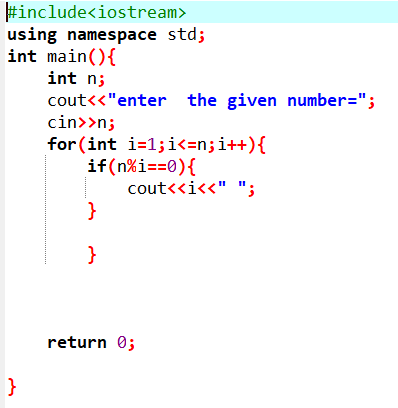 #include<iostream>
using namespace std;
int main(){
    int n;
    cout<<"enter  the given number=";
    cin>>n;
    for(int i=1;i<=n;i++){
        if(n%i==0){
            cout<<i<<" ";
        }
        }
    return 0;
}